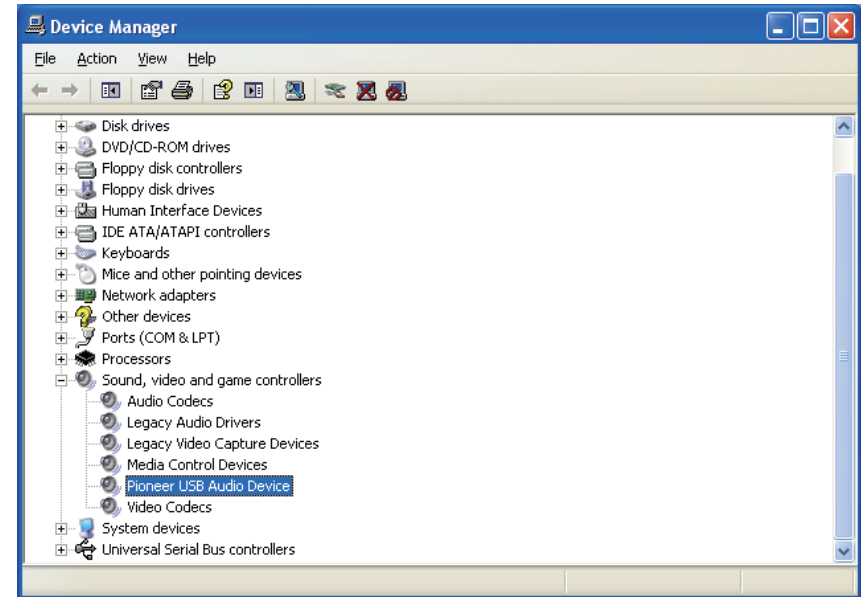 Device Manager
File Action View Help
Disk drives
DVD/CD-ROM drives
Floppy disk controllers
Floppy disk drives
Human Interface Devices
IDE ATA/ATAPI controllers
Keyboards
Mice and other pointing devices
Network adapters
Other devices
Ports (COM & LPT)
Processors
Sound, video and game controllers
Audio Codecs
Legacy Audio Drivers
Legacy Video Capture Devices
Media Control Devices
Pioneer USB Audio Device
Video Codecs
System devices
Universal Serial Bus controllers